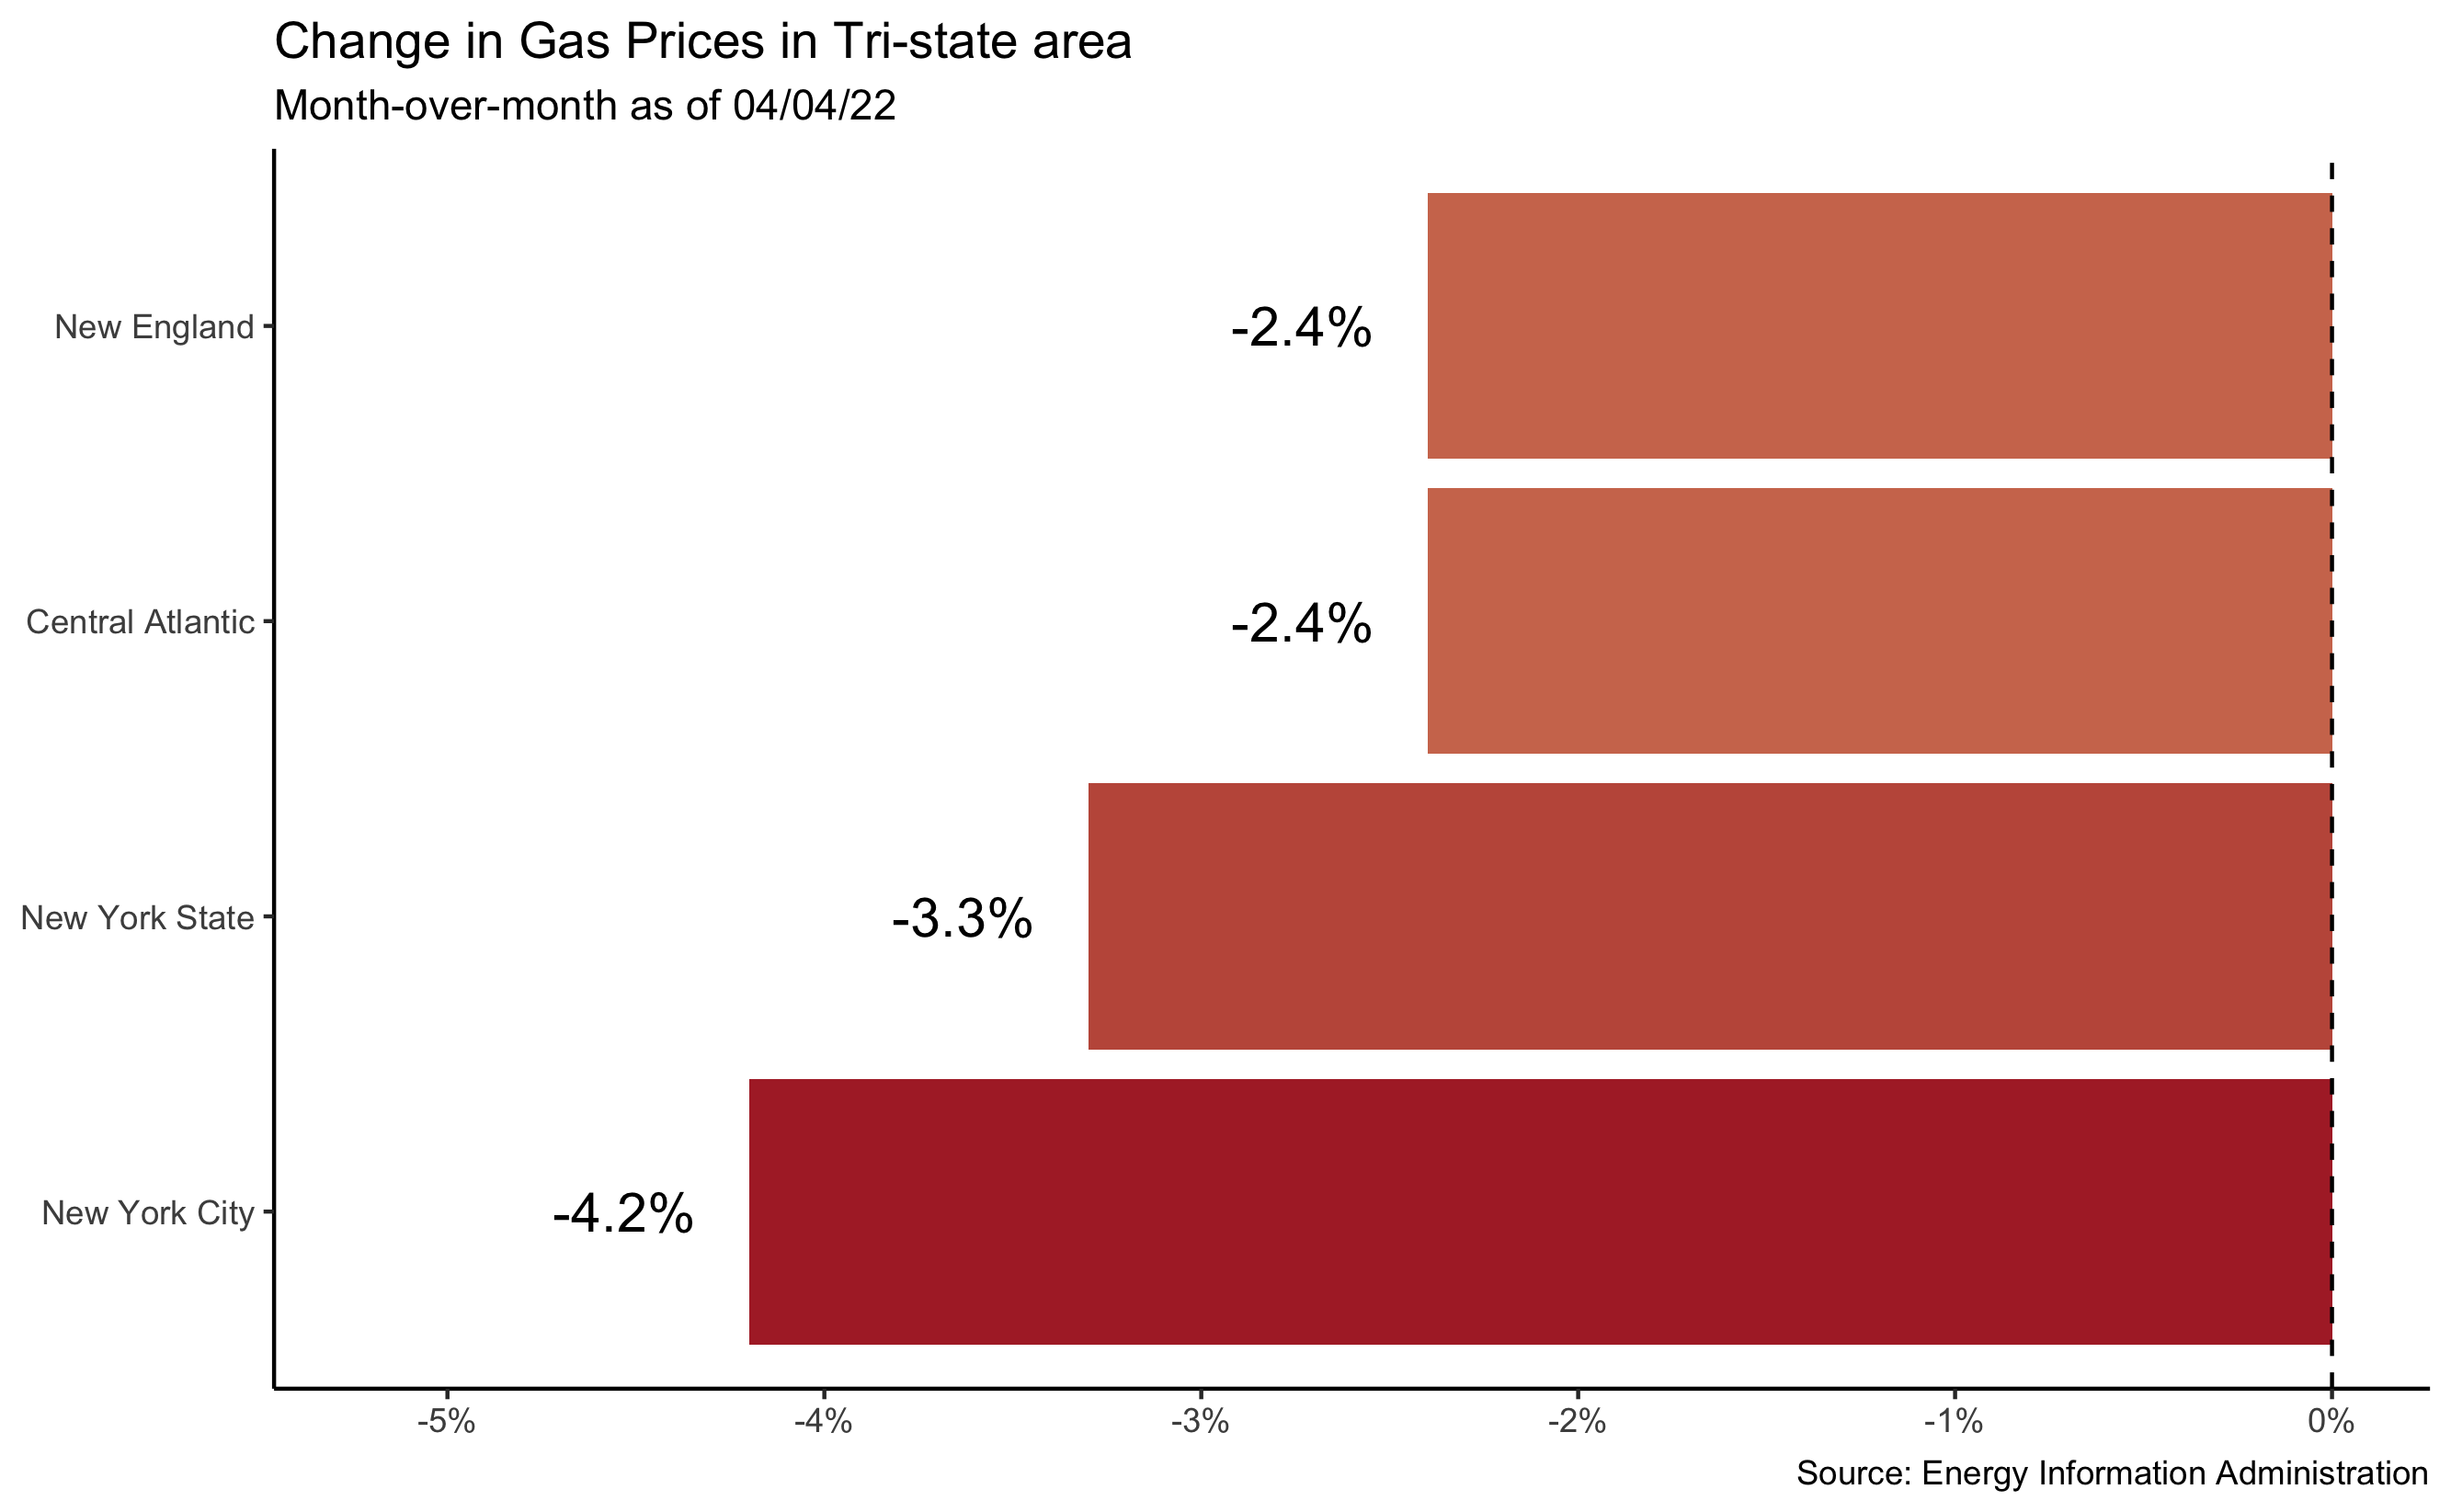 Change in Gas Prices in Tri-state area
Month-over-month as of 04/04/22
New England
-2.4%
Central Atlantic
-2.4%
New York State
-3.3%
New York City
-4.2%
-5%
-4%
-3%
-2%
-1%
0%
Source: Energy Information Administration